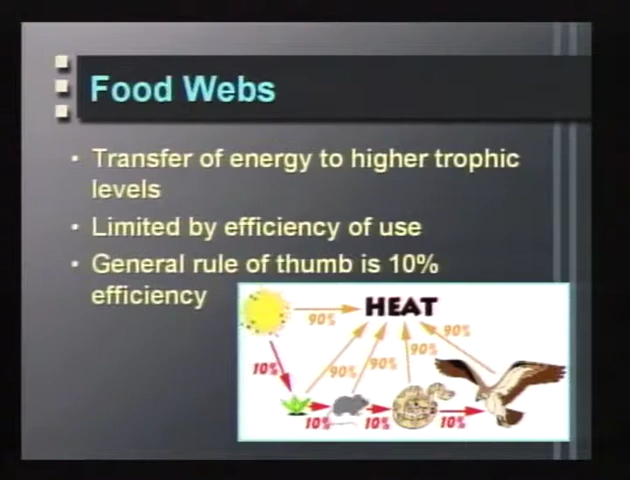 Food Webs
• Transfer of energy to higher trophic
levels
• Limited by efficiency of use
• General rule of thumb is 10%
efficiency
HEAT
90%
90%
90%
90%
90%
10%
10%
10%
10%